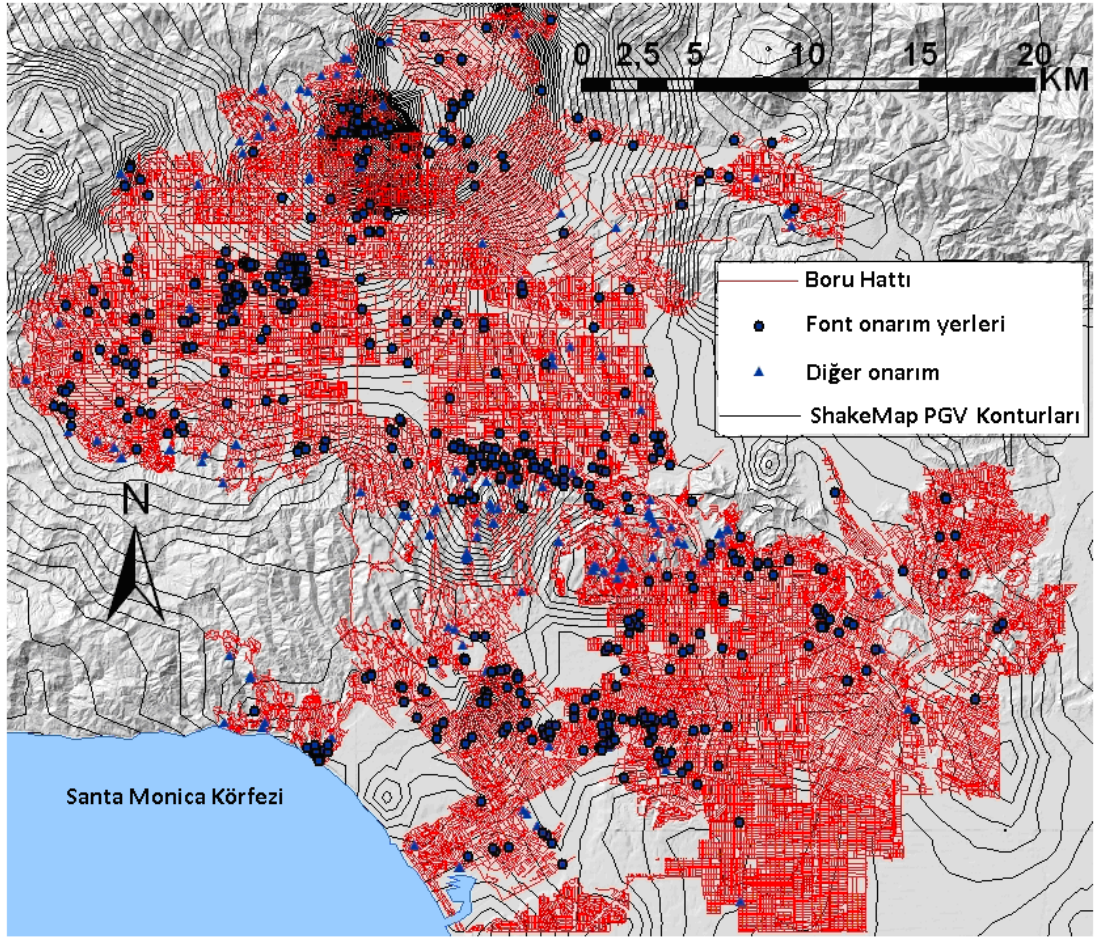 0 2,5 5 10 15 20
KM
Boru Hattı
Font onarım yerleri
Diğer onarım
ShakeMap PGV Konturları
N
Santa Monica Körfezi